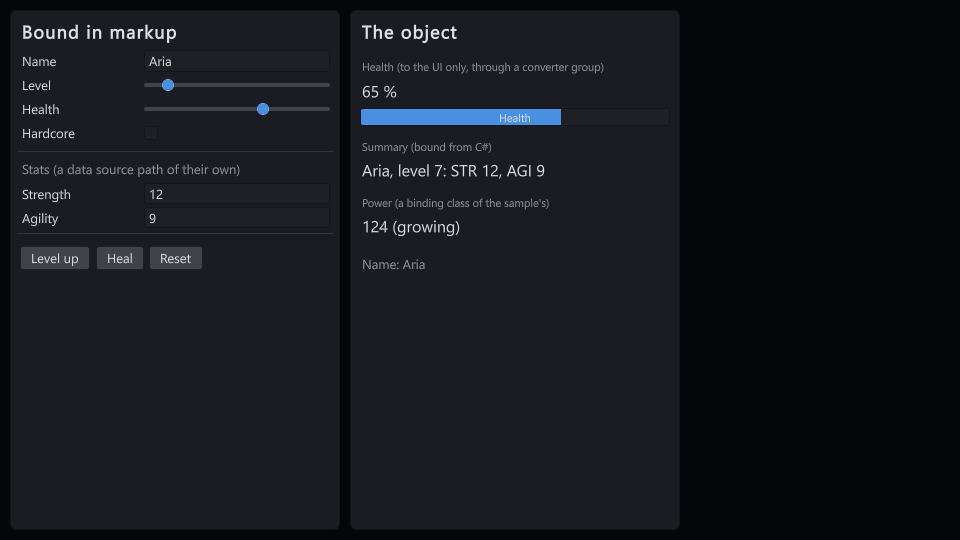 Bound in markup
Name
Aria
Level
Health
Hardcore
Stats (a data source path of their own)
Strength
12
Agility
9
Level up
Heal
Reset
The object
Health (to the UI only, through a converter group)
65 %
Health
Summary (bound from C#)
Aria, level 7: STR 12, AGI 9
Power (a binding class of the sample's)
124 (growing)
Name: Aria